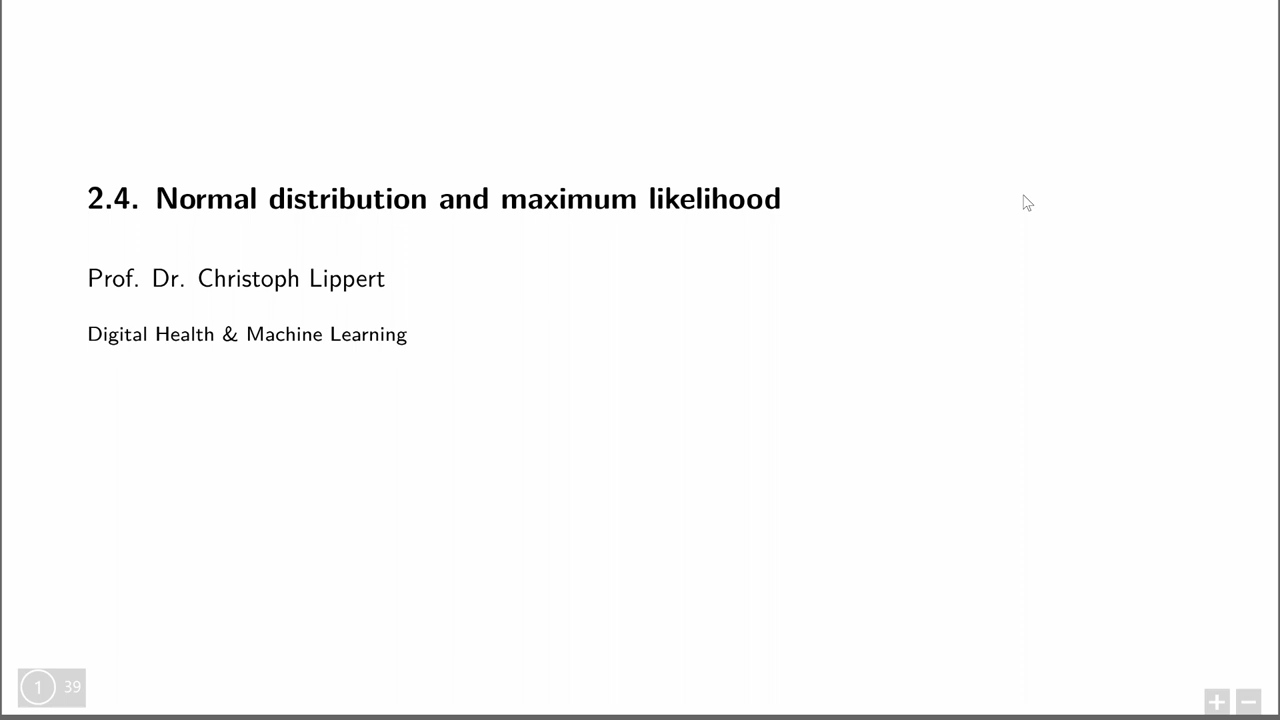 2.4. Normal distribution and maximum likelihood
Prof. Dr. Christoph Lippert
Digital Health & Machine Learning
1 39